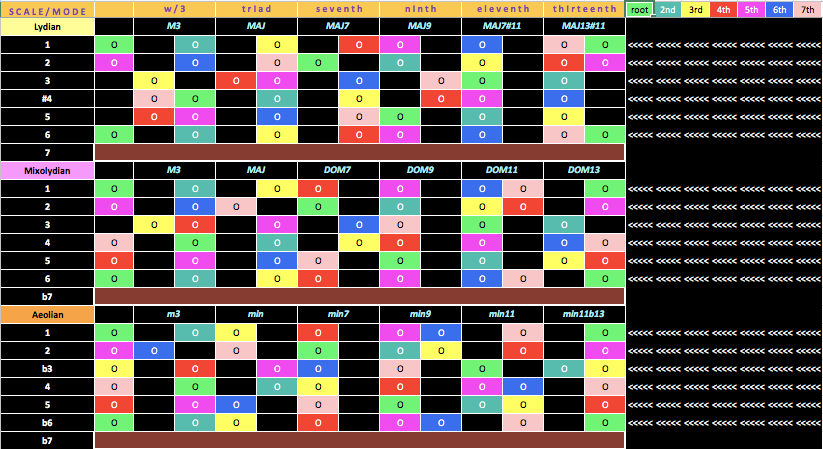 SCALE/MODE w/3 triad seventh ninth eleventh thirteenth root 2nd 3rd 4th 5th 6th 7th
Lydian M3 MAJ MAJ7 MAJ9 MAJ7#11 MAJ13#11
1 o o o o o o o o <<<<< <<<<< <<<<< <<<<< <<<<< <<<<< <<<<<
2 o o o o o o o o <<<<< <<<<< <<<<< <<<<< <<<<< <<<<< <<<<<
3 o o o o o o o <<<<< <<<<< <<<<< <<<<< <<<<< <<<<< <<<<<
#4 o o o o o o o <<<<< <<<<< <<<<< <<<<< <<<<< <<<<< <<<<<
5 o o o o o o o <<<<< <<<<< <<<<< <<<<< <<<<< <<<<< <<<<<
6 o o o o o o o o <<<<< <<<<< <<<<< <<<<< <<<<< <<<<< <<<<<
7
Mixolydian M3 MAJ DOM7 DOM9 DOM11 DOM13
1 o o o o o o o o <<<<< <<<<< <<<<< <<<<< <<<<< <<<<< <<<<<
2 o o o o o o o o <<<<< <<<<< <<<<< <<<<< <<<<< <<<<< <<<<<
3 o o o o o o o <<<<< <<<<< <<<<< <<<<< <<<<< <<<<< <<<<<
4 o o o o o o o o <<<<< <<<<< <<<<< <<<<< <<<<< <<<<< <<<<<
5 o o o o o o o o <<<<< <<<<< <<<<< <<<<< <<<<< <<<<< <<<<<
6 o o o o o o o o <<<<< <<<<< <<<<< <<<<< <<<<< <<<<< <<<<<
b7
Aeolian m3 min min7 min9 min11 min11b13
1 o o o o o o o o <<<<< <<<<< <<<<< <<<<< <<<<< <<<<< <<<<<
2 o o o o o o o o <<<<< <<<<< <<<<< <<<<< <<<<< <<<<< <<<<<
b3 o o o o o o o o <<<<< <<<<< <<<<< <<<<< <<<<< <<<<< <<<<<
4 o o o o o o o o <<<<< <<<<< <<<<< <<<<< <<<<< <<<<< <<<<<
5 o o o o o o o o <<<<< <<<<< <<<<< <<<<< <<<<< <<<<< <<<<<
b6 o o o o o o o o <<<<< <<<<< <<<<< <<<<< <<<<< <<<<< <<<<<
b7